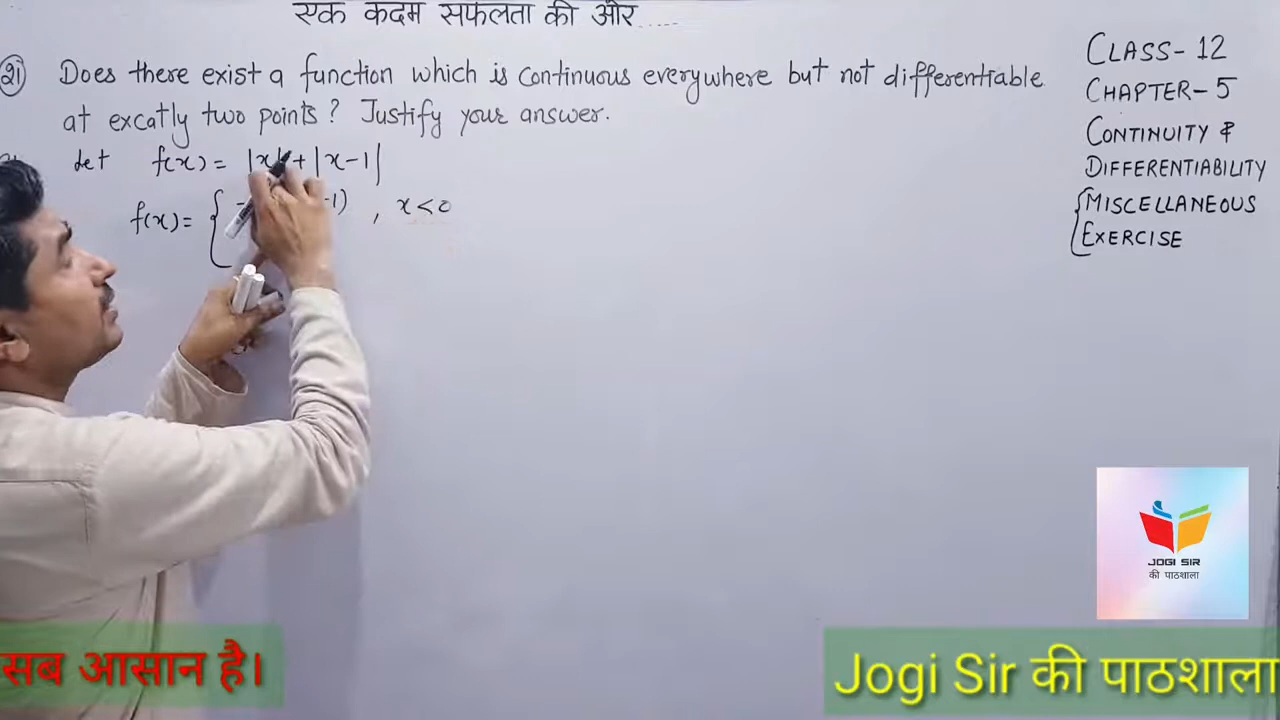 एक कदम सफलता की ओर .....
21 Does there exist a function which is continuous everywhere but not differentiable
at excatly two points? Justify your answer.
Let f(x) = |x| + |x-1|
f(x) = { - -1) , x<0
CLASS-12
CHAPTER-5
CONTINUITY &
DIFFERENTIABILITY
{MISCELLANEOUS
EXERCISE
JOGI SIR
की पाठशाला
सब आसान है।
Jogi Sir की पाठशाला